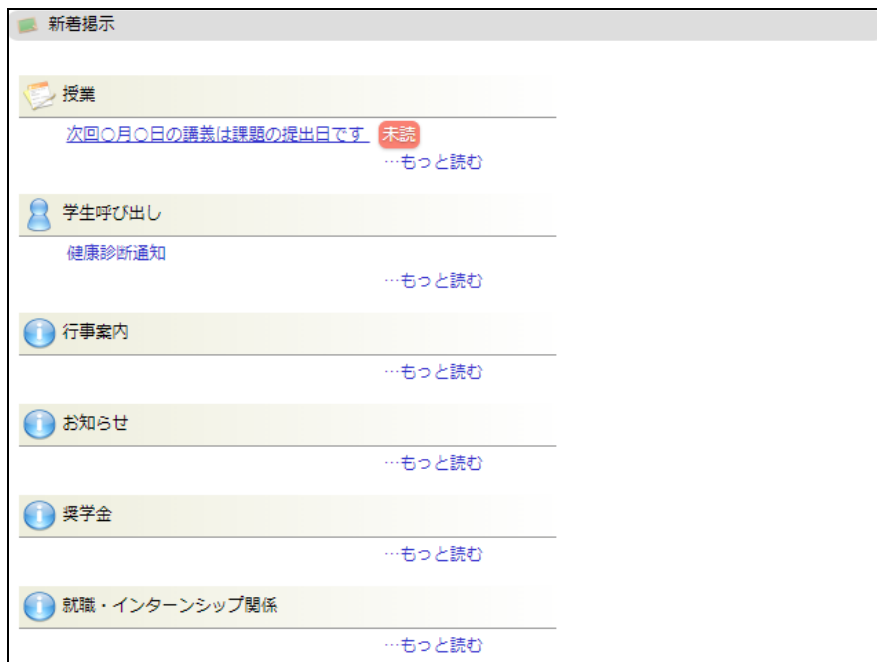 新着掲示
授業
次回○月○日の講義は課題の提出日です 未読
…もっと読む
学生呼び出し
健康診断通知
…もっと読む
行事案内
…もっと読む
お知らせ
…もっと読む
奨学金
…もっと読む
就職・インターンシップ関係
…もっと読む